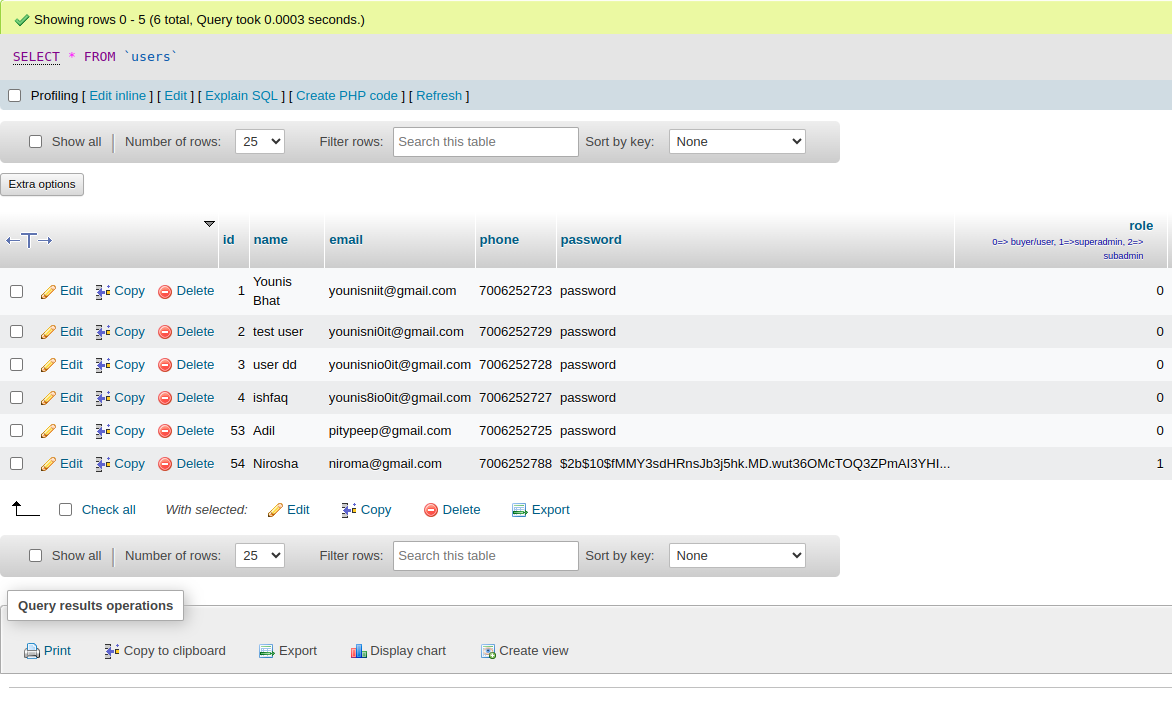 Showing rows 0 - 5 (6 total, Query took 0.0003 seconds.)
SELECT * FROM `users`
Profiling [ Edit inline ] [ Edit ] [ Explain SQL ] [ Create PHP code ] [ Refresh ]
Show all Number of rows: 25 Filter rows: Search this table Sort by key: None
Extra options
id name email phone password role
0=> buyer/user, 1=>superadmin, 2=>
subadmin
Edit Copy Delete 1 Younis Bhat younisniit@gmail.com 7006252723 password 0
Edit Copy Delete 2 test user younisni0it@gmail.com 7006252729 password 0
Edit Copy Delete 3 user dd younisnio0it@gmail.com 7006252728 password 0
Edit Copy Delete 4 ishfaq younis8io0it@gmail.com 7006252727 password 0
Edit Copy Delete 53 Adil pitypeep@gmail.com 7006252725 password 0
Edit Copy Delete 54 Nirosha niroma@gmail.com 7006252788 $2b$10$fMMY3sdHRnsJb3j5hk.MD.wut36OMcTOQ3ZPmAI3YHI... 1
Check all With selected: Edit Copy Delete Export
Show all Number of rows: 25 Filter rows: Search this table Sort by key: None
Query results operations
Print Copy to clipboard Export Display chart Create view